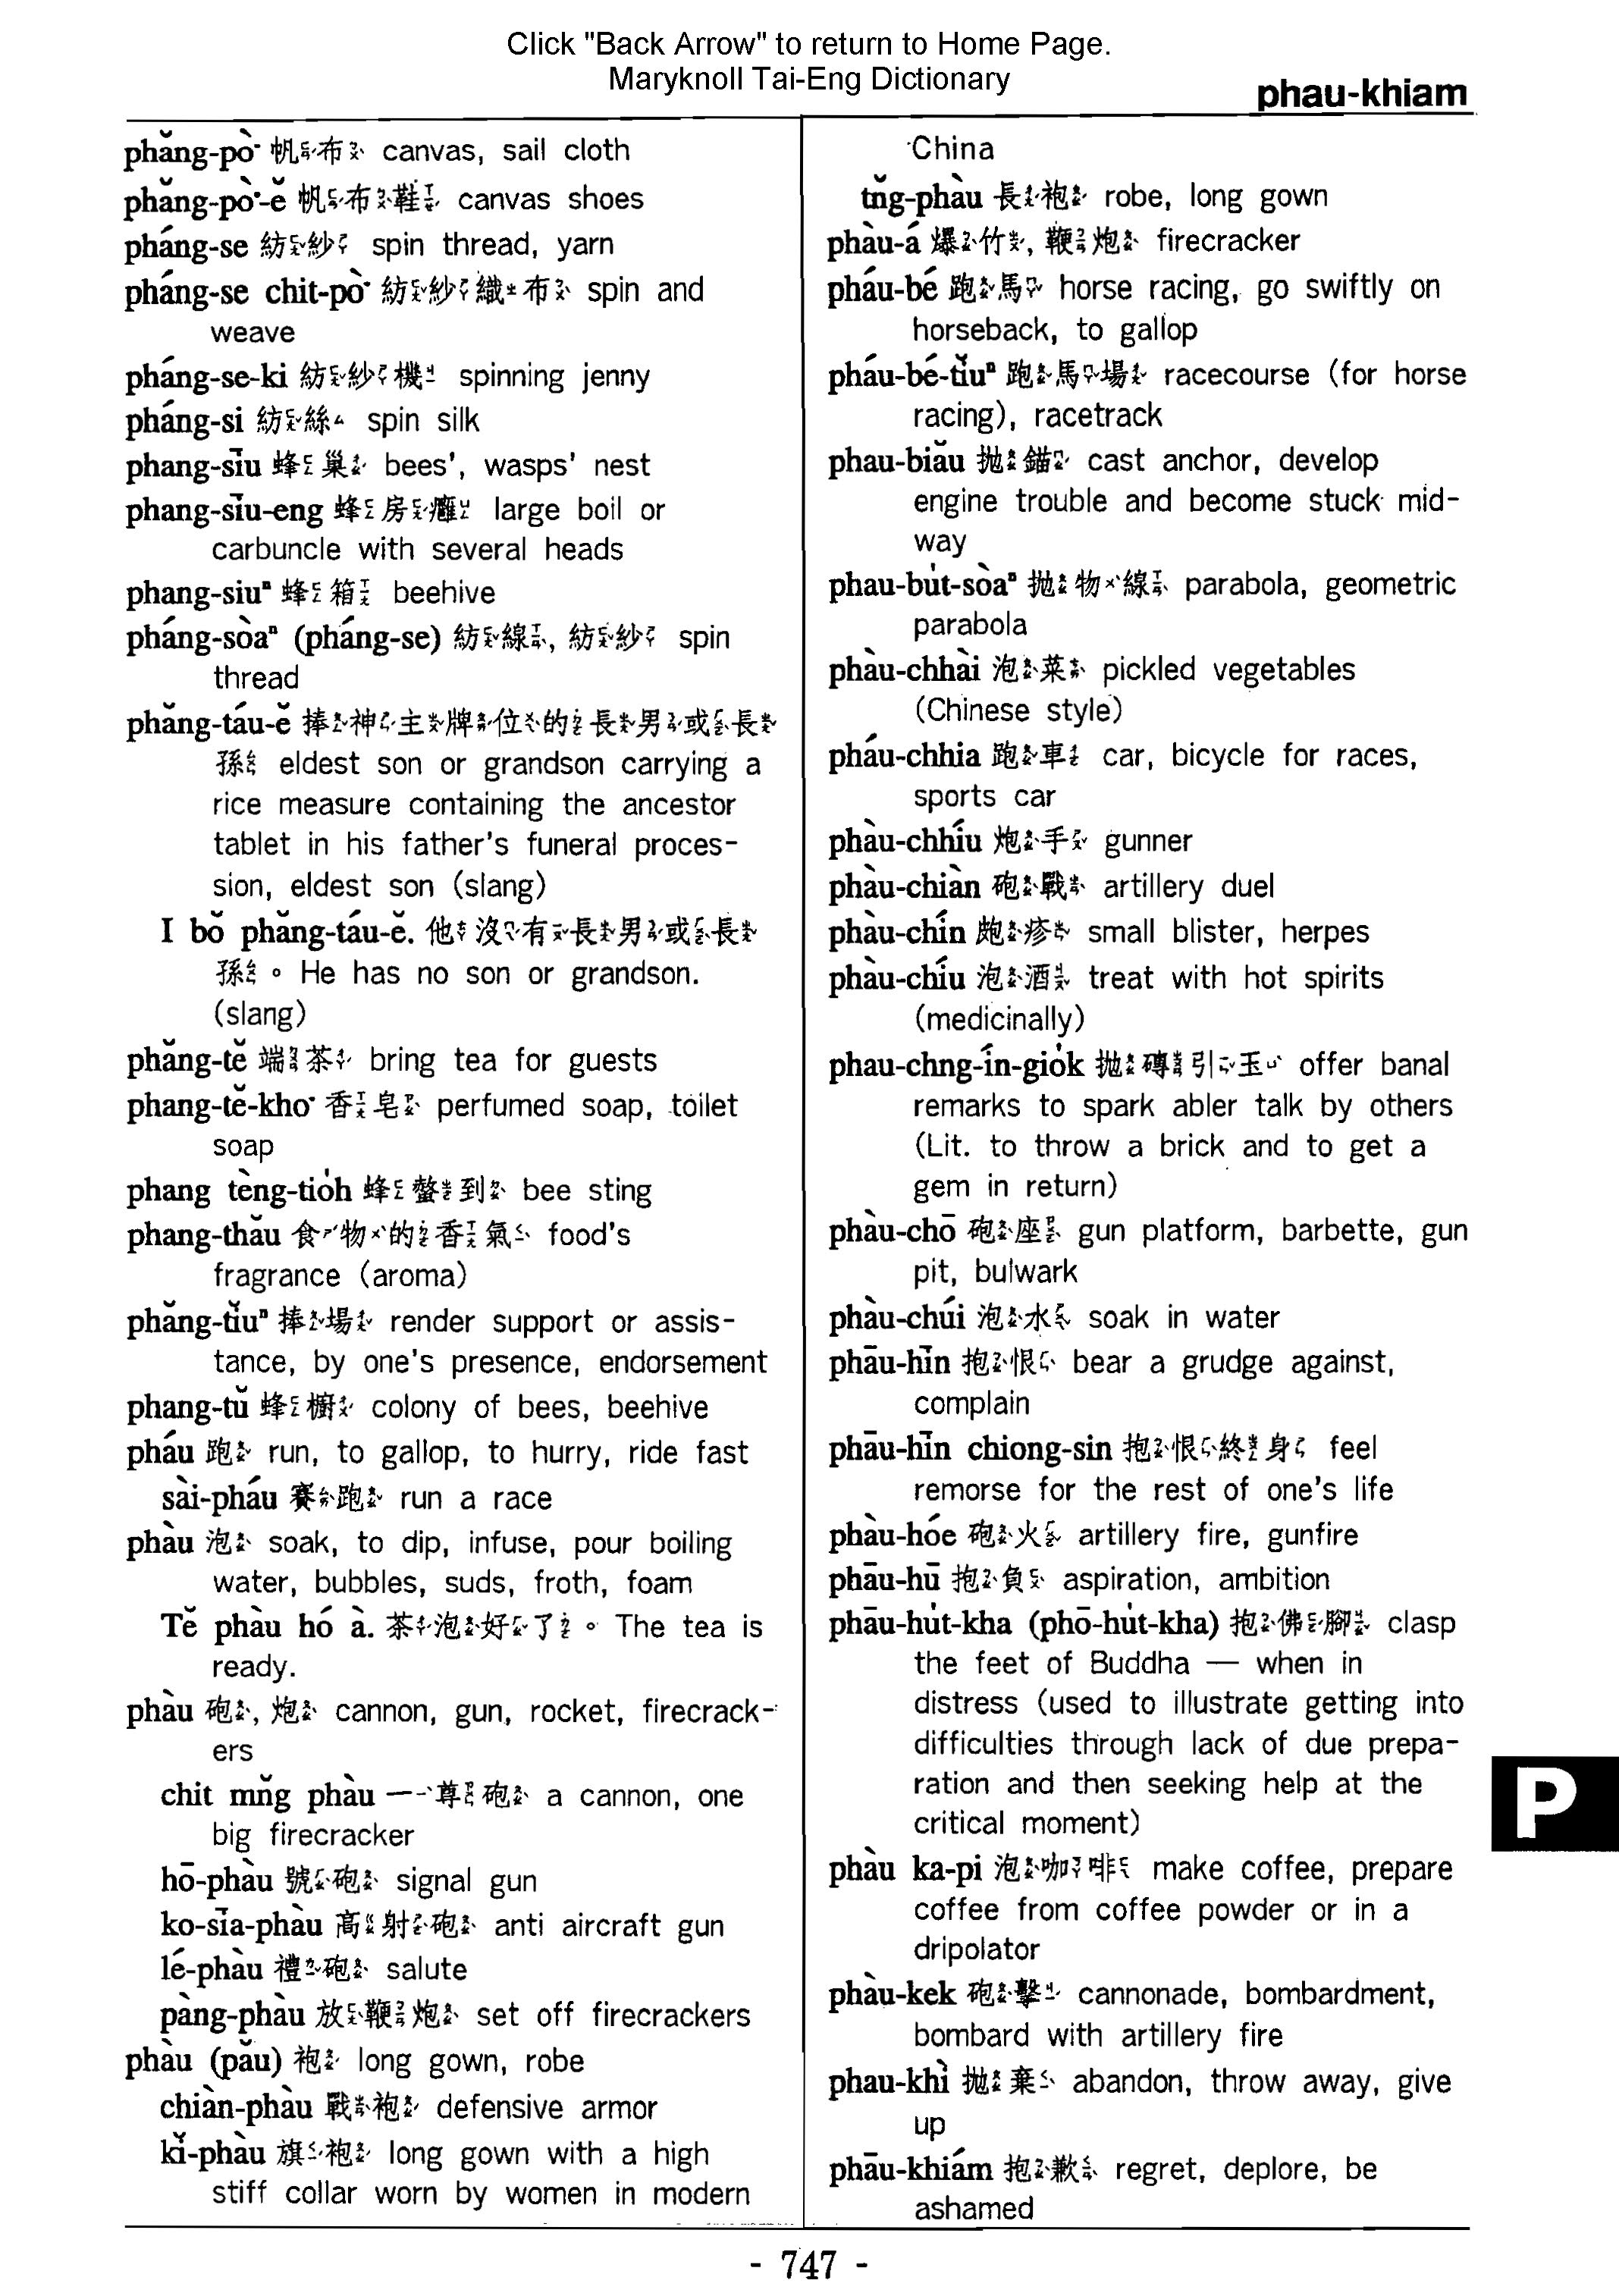 Click "Back Arrow" to return to Home Page.
Maryknoll Tai-Eng Dictionary
phau-khiam
phăng-pò͘ 帆布 canvas, sail cloth
phăng-pò͘-ĕ 帆布鞋 canvas shoes
pháng-se 紡紗 spin thread, yarn
pháng-se chit-pò͘ 紡紗織布 spin and
weave
pháng-se-ki 紡紗機 spinning jenny
pháng-si 紡絲 spin silk
phang-sīu 蜂巢 bees', wasps' nest
phang-sīu-eng 蜂房癰 large boil or
carbuncle with several heads
phang-siuⁿ 蜂箱 beehive
pháng-sòaⁿ (pháng-se) 紡線, 紡紗 spin
thread
phăng-táu-ĕ 捧神主牌位的長男或長
孫 eldest son or grandson carrying a
rice measure containing the ancestor
tablet in his father's funeral proces-
sion, eldest son (slang)
I bŏ phăng-táu-ĕ. 他沒有長男或長
孫。 He has no son or grandson.
(slang)
phăng-tĕ 端茶 bring tea for guests
phang-tĕ-kho͘ 香皂 perfumed soap, toilet
soap
phang tèng-tio̍h 蜂螫到 bee sting
phang-thău 食物的香氣 food's
fragrance (aroma)
phăng-tĭuⁿ 捧場 render support or assis-
tance, by one's presence, endorsement
phang-tŭ 蜂櫥 colony of bees, beehive
pháu 跑 run, to gallop, to hurry, ride fast
sài-pháu 賽跑 run a race
phàu 泡 soak, to dip, infuse, pour boiling
water, bubbles, suds, froth, foam
Tĕ phàu hó à. 茶泡好了。 The tea is
ready.
phàu 砲, 炮 cannon, gun, rocket, firecrack-
ers
chit mn̆g phàu 一尊砲 a cannon, one
big firecracker
hō-phàu 號砲 signal gun
ko-sīa-phàu 高射砲 anti aircraft gun
lé-phàu 禮砲 salute
pàng-phàu 放鞭炮 set off firecrackers
phàu (pău) 袍 long gown, robe
chiàn-phàu 戰袍 defensive armor
kĭ-phàu 旗袍 long gown with a high
stiff collar worn by women in modern
China
tn̆g-phàu 長袍 robe, long gown
phàu-á 爆竹, 鞭炮 firecracker
pháu-bé 跑馬 horse racing, go swiftly on
horseback, to gallop
pháu-bé-tĭuⁿ 跑馬場 racecourse (for horse
racing), racetrack
phau-biău 拋錨 cast anchor, develop
engine trouble and become stuck mid-
way
phau-bu̍t-sòaⁿ 拋物線 parabola, geometric
parabola
phàu-chhài 泡菜 pickled vegetables
(Chinese style)
pháu-chhia 跑車 car, bicycle for races,
sports car
phàu-chhíu 炮手 gunner
phàu-chiàn 砲戰 artillery duel
phàu-chín 皰疹 small blister, herpes
phàu-chíu 泡酒 treat with hot spirits
(medicinally)
phau-chng-ín-gio̍k 拋磚引玉 offer banal
remarks to spark abler talk by others
(Lit. to throw a brick and to get a
gem in return)
phàu-chō 砲座 gun platform, barbette, gun
pit, bulwark
phàu-chúi 泡水 soak in water
phāu-hīn 抱恨 bear a grudge against,
complain
phāu-hīn chiong-sin 抱恨終身 feel
remorse for the rest of one's life
phàu-hóe 砲火 artillery fire, gunfire
phāu-hū 抱負 aspiration, ambition
phāu-hu̍t-kha (phō-hu̍t-kha) 抱佛腳 clasp
the feet of Buddha — when in
distress (used to illustrate getting into
difficulties through lack of due prepa-
ration and then seeking help at the
critical moment)
phàu ka-pi 泡咖啡 make coffee, prepare
coffee from coffee powder or in a
dripolator
phàu-kek 砲擊 cannonade, bombardment,
bombard with artillery fire
phau-khì 拋棄 abandon, throw away, give
up
phāu-khiám 抱歉 regret, deplore, be
ashamed
P
- 747 -